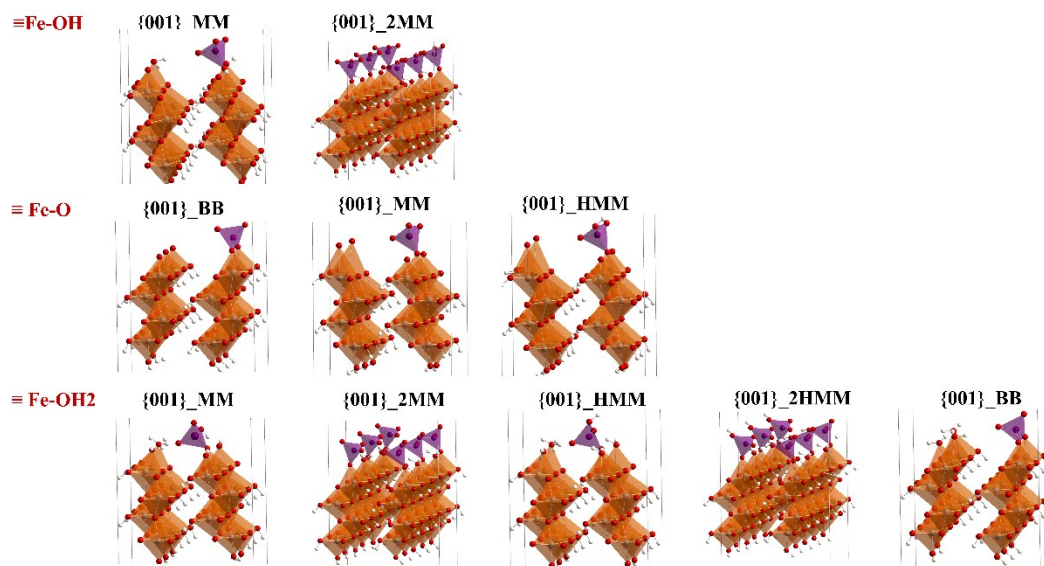 ≡Fe-OH {001}_MM {001}_2MM
≡ Fe-O {001}_BB {001}_MM {001}_HMM
≡ Fe-OH2 {001}_MM {001}_2MM {001}_HMM {001}_2HMM {001}_BB